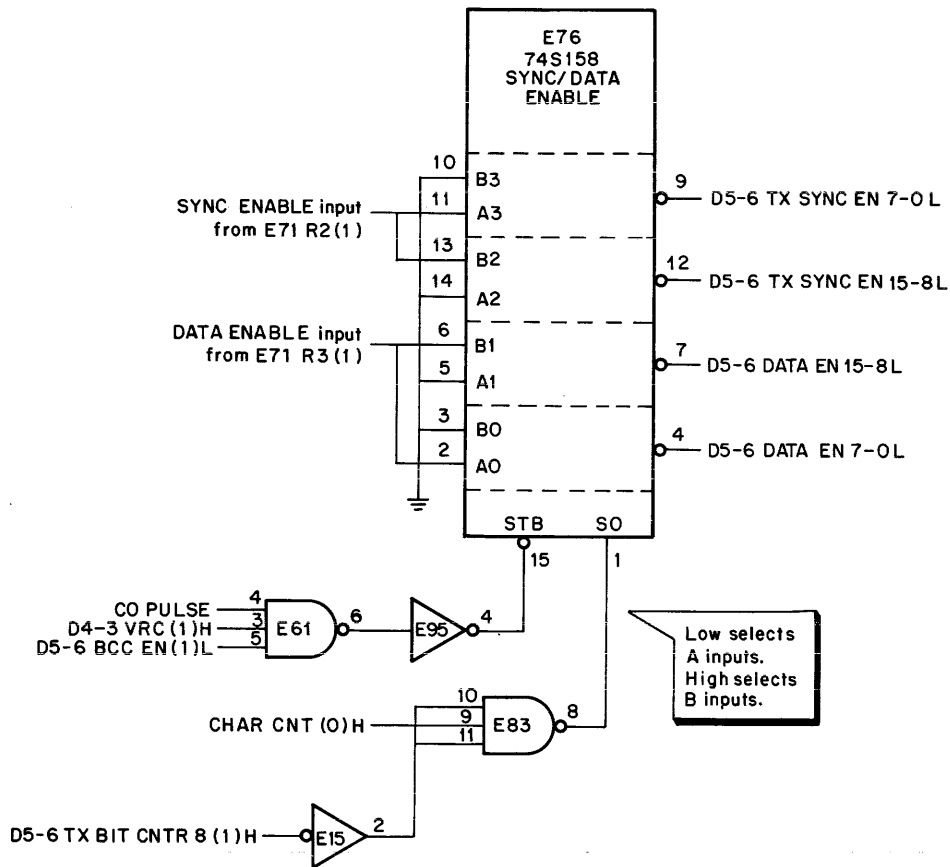 E76
74S158
SYNC/DATA
ENABLE
10
B3
9
D5-6 TX SYNC EN 7-0 L
SYNC ENABLE input
from E71 R2(1)
11
A3
13
B2
12
D5-6 TX SYNC EN 15-8 L
14
A2
DATA ENABLE input
from E71 R3(1)
6
B1
7
D5-6 DATA EN 15-8 L
5
A1
3
B0
4
D5-6 DATA EN 7-0 L
2
A0
STB
S0
15
1
CO PULSE
4
D4-3 VRC (1) H
3
D5-6 BCC EN (1) L
5
E61
6
E95
4
Low selects
A inputs.
High selects
B inputs.
10
CHAR CNT (0) H
9
11
E83
8
D5-6 TX BIT CNTR 8 (1) H
E15
2